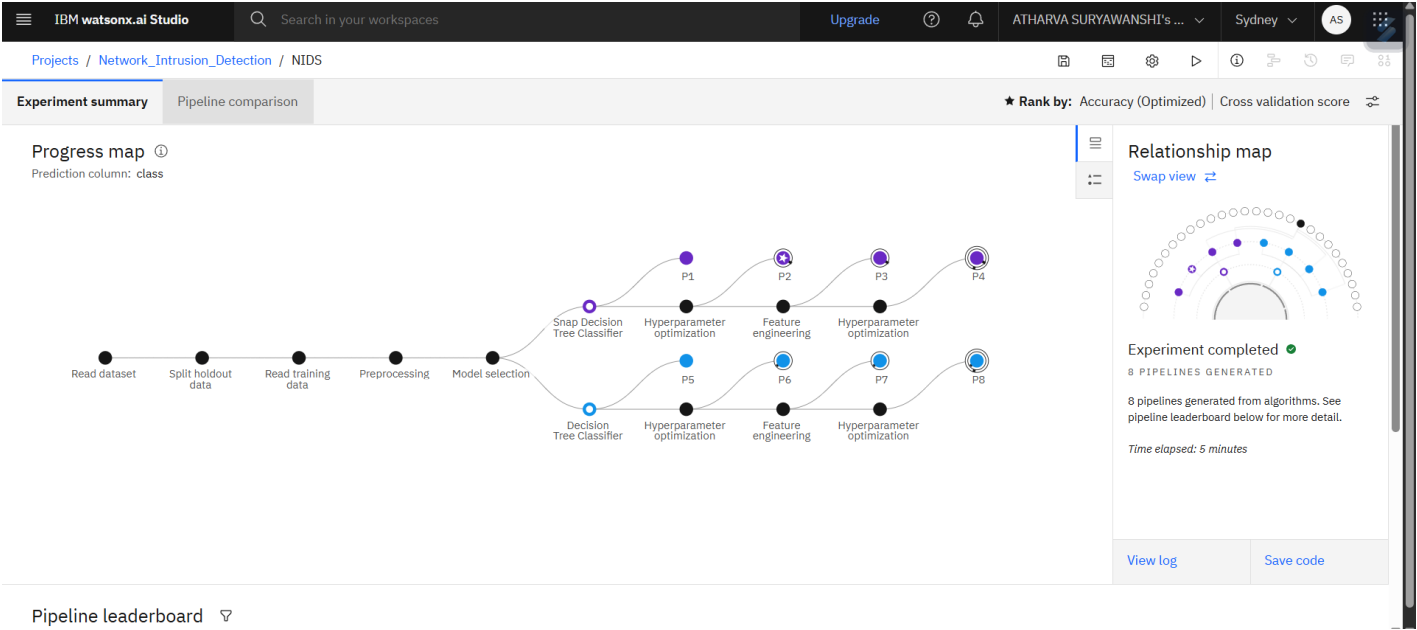 IBM watsonx.ai Studio
Search in your workspaces
Upgrade
ATHARVA SURYAWANSHI's ...
Sydney
AS
Projects / Network_Intrusion_Detection / NIDS
Experiment summary
Pipeline comparison
Rank by: Accuracy (Optimized) | Cross validation score
Progress map
Prediction column: class
Read dataset
Split holdout
data
Read training
data
Preprocessing
Model selection
Snap Decision
Tree Classifier
P1
Hyperparameter
optimization
P2
Feature
engineering
P3
Hyperparameter
optimization
P4
Decision
Tree Classifier
P5
Hyperparameter
optimization
P6
Feature
engineering
P7
Hyperparameter
optimization
P8
Relationship map
Swap view
Experiment completed
8 PIPELINES GENERATED
8 pipelines generated from algorithms. See
pipeline leaderboard below for more detail.
Time elapsed: 5 minutes
View log
Save code
Pipeline leaderboard